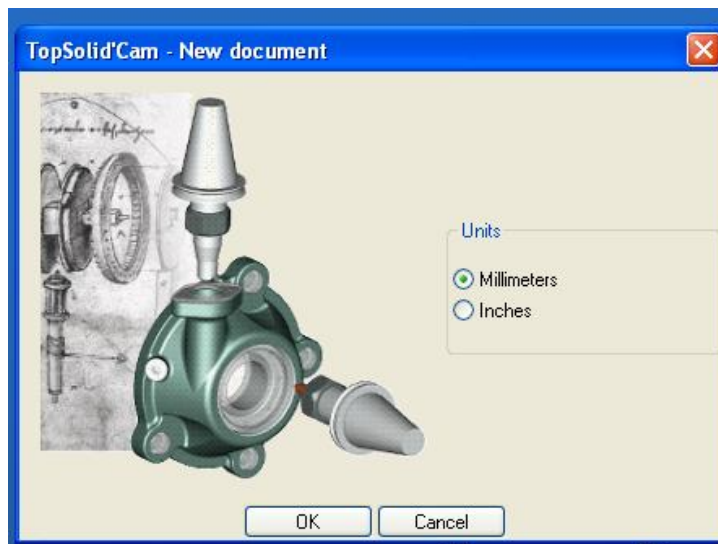 TopSolid'Cam - New document
Units
Millimeters
Inches
OK
Cancel